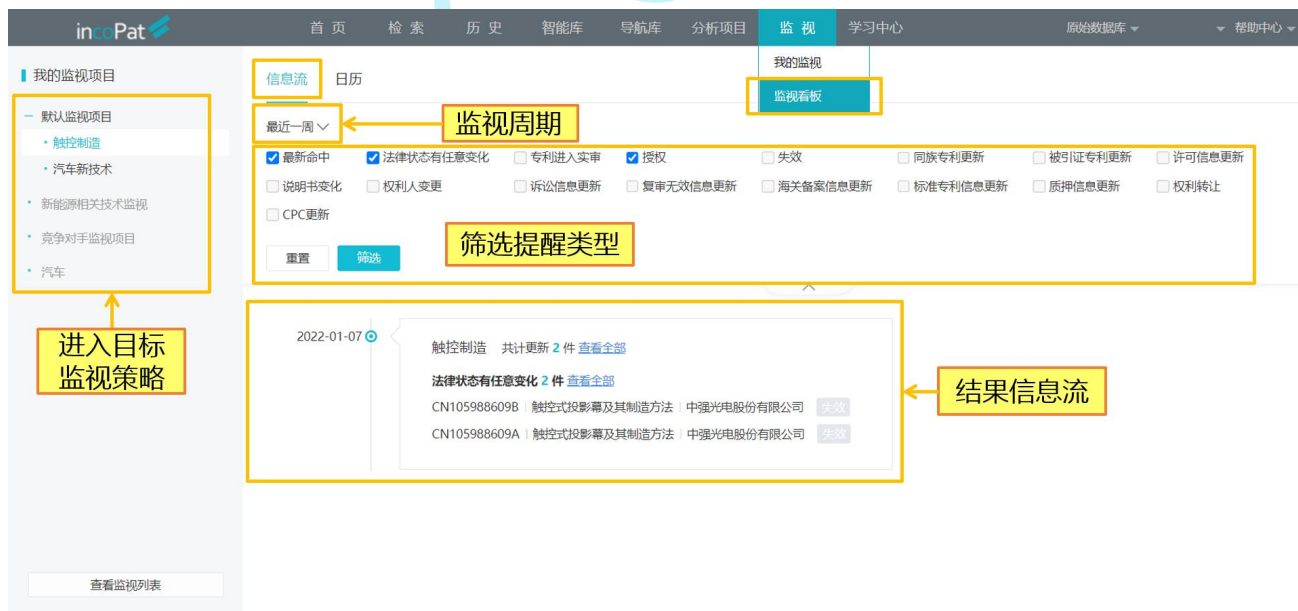 incoPat 首页 检索 历史 智能库 导航库 分析项目 监视 学习中心 原始数据库 帮助中心
我的监视
监视看板
我的监视项目
默认监视项目
触控制造
汽车新技术
新能源相关技术监视
竞争对手监视项目
汽车
进入目标
监视策略
查看监视列表
信息流 日历
最近一周
监视周期
最新命中 法律状态有任意变化 专利进入实审 授权 失效 同族专利更新 被引证专利更新 许可信息更新
说明书变化 权利人变更 诉讼信息更新 复审无效信息更新 海关备案信息更新 标准专利信息更新 质押信息更新 权利转让
CPC更新
重置 筛选
筛选提醒类型
2022-01-07
触控制造 共计更新 2 件 查看全部
法律状态有任意变化 2 件 查看全部
CN105988609B 触控式投影幕及其制造方法 中强光电股份有限公司 失效
CN105988609A 触控式投影幕及其制造方法 中强光电股份有限公司 失效
结果信息流